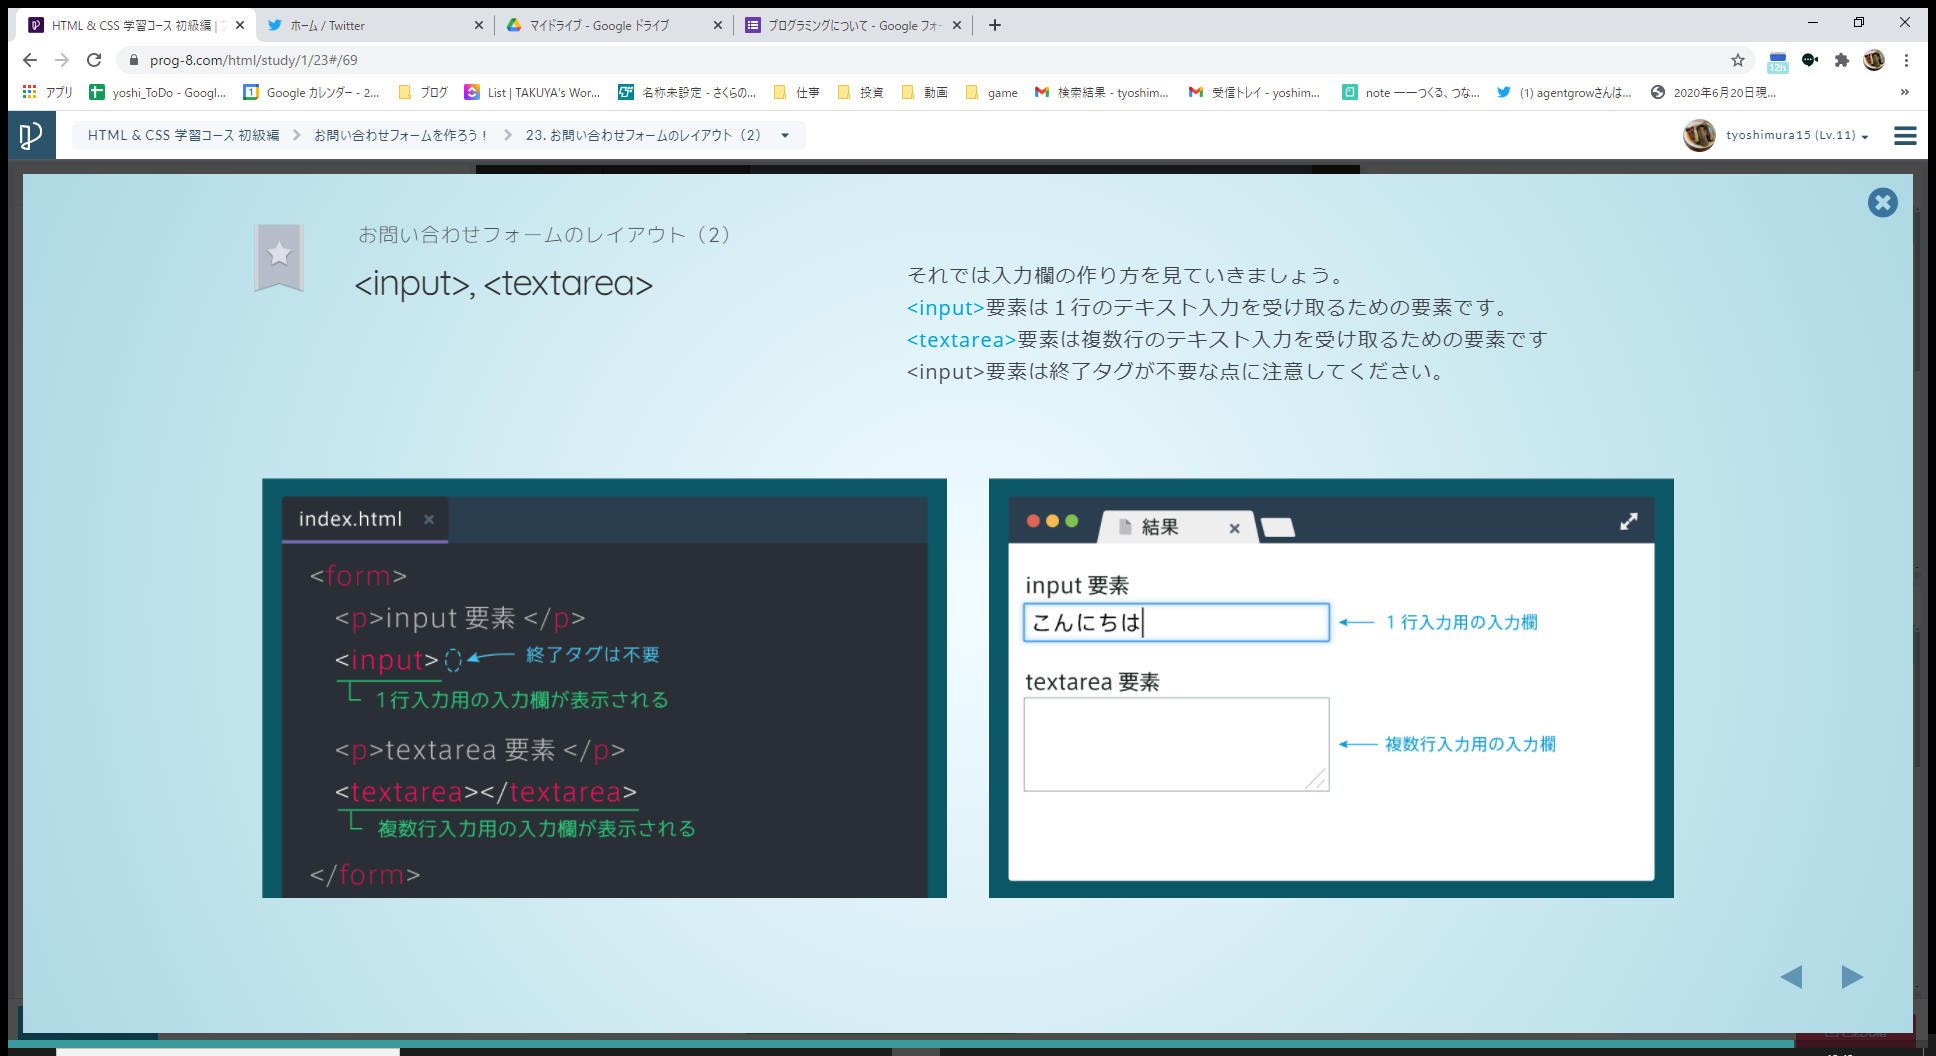 HTML & CSS 学習コース 初級編 |
ホーム / Twitter
マイドライブ - Google ドライブ
プログラミングについて - Google フォー
prog-8.com/html/study/1/23#/69
12h
アプリ
yoshi_ToDo - Googl...
Google カレンダー - 2...
ブログ
List | TAKUYA's Wor...
名称未設定 - さくらの...
仕事
投資
動画
game
検索結果 - tyoshim...
受信トレイ - yoshim...
note ーーつくる、つな...
(1) agentgrowさんは...
2020年6月20日現...
»
HTML & CSS 学習コース 初級編
お問い合わせフォームを作ろう！
23. お問い合わせフォームのレイアウト（2）
tyoshimura15 (Lv.11)
お問い合わせフォームのレイアウト（2）
<input>, <textarea>
それでは入力欄の作り方を見ていきましょう。
<input>要素は１行のテキスト入力を受け取るための要素です。
<textarea>要素は複数行のテキスト入力を受け取るための要素です
<input>要素は終了タグが不要な点に注意してください。
index.html
<form>
<p>input 要素 </p>
<input> 終了タグは不要
1行入力用の入力欄が表示される
<p>textarea 要素 </p>
<textarea></textarea>
複数行入力用の入力欄が表示される
</form>
結果
input 要素
こんにちは
1 行入力用の入力欄
textarea 要素
複数行入力用の入力欄